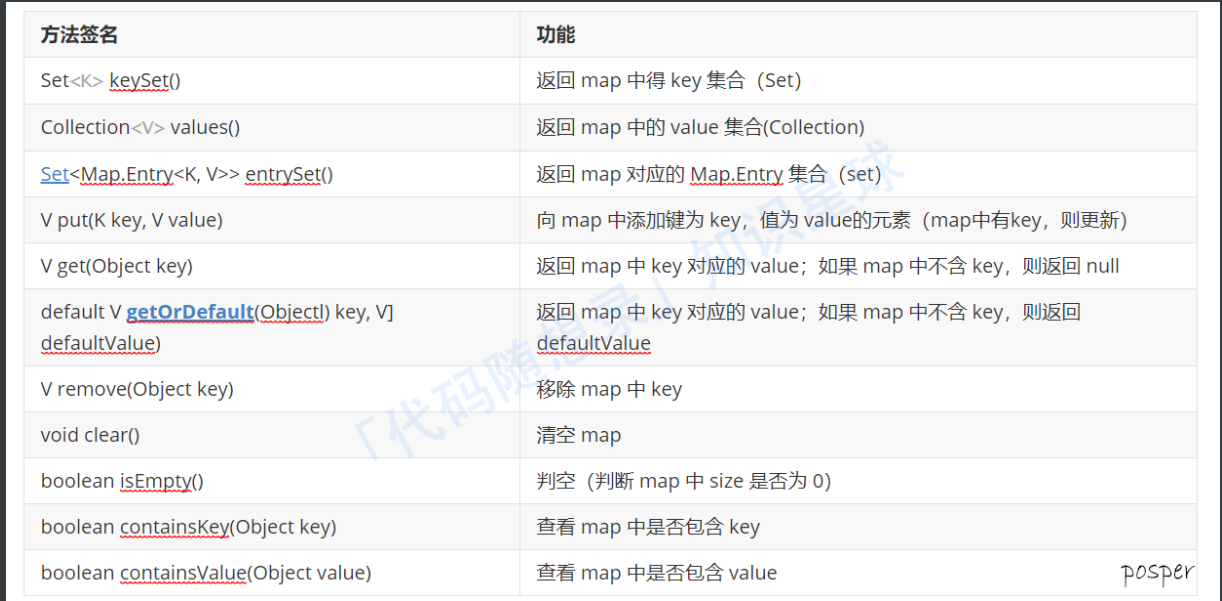 方法签名 功能
Set<K> keySet() 返回 map 中得 key 集合（Set）
Collection<V> values() 返回 map 中的 value 集合(Collection)
Set<Map.Entry<K, V>> entrySet() 返回 map 对应的 Map.Entry 集合（set）
V put(K key, V value) 向 map 中添加键为 key，值为 value的元素（map中有key，则更新）
V get(Object key) 返回 map 中 key 对应的 value；如果 map 中不含 key，则返回 null
default V getOrDefault(Objectl) key, V] 返回 map 中 key 对应的 value；如果 map 中不含 key，则返回
defaultValue) defaultValue
V remove(Object key) 移除 map 中 key
void clear() 清空 map
boolean isEmpty() 判空（判断 map 中 size 是否为 0）
boolean containsKey(Object key) 查看 map 中是否包含 key
boolean containsValue(Object value) 查看 map 中是否包含 value
posper
「代码随想录」知识星球